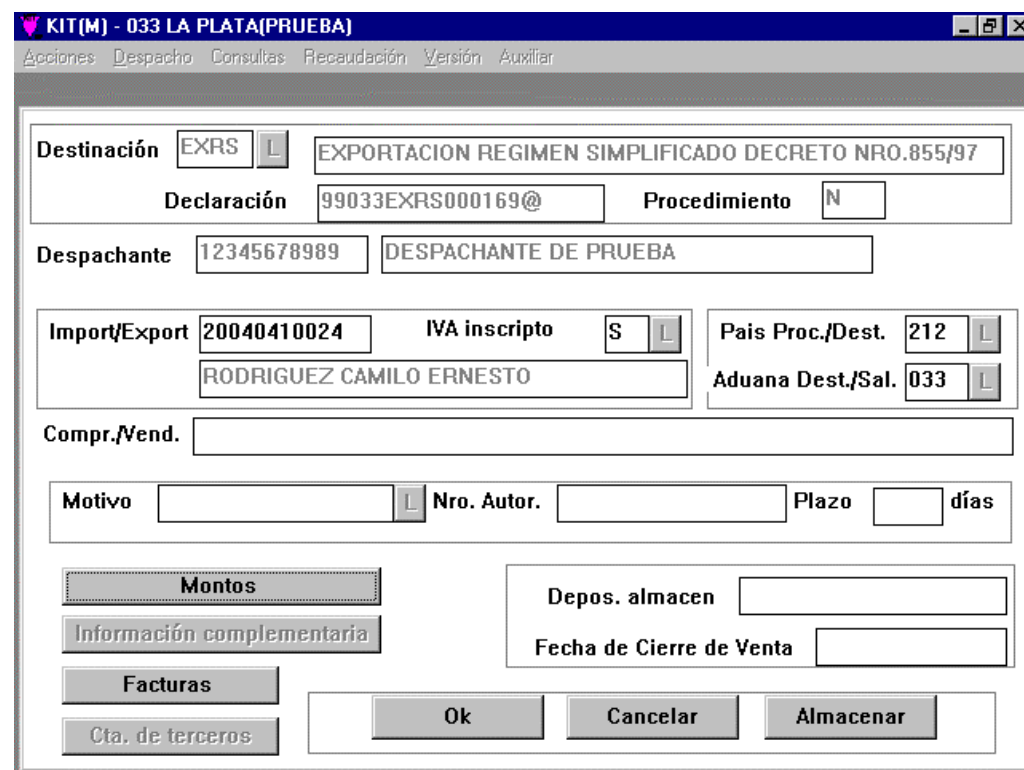 KIT(M) - 033 LA PLATA(PRUEBA)
Acciones Despacho Consultas Recaudación Versión Auxiliar
Destinación EXRS L EXPORTACION REGIMEN SIMPLIFICADO DECRETO NRO.855/97
Declaración 99033EXRS000169@ Procedimiento N
Despachante 12345678989 DESPACHANTE DE PRUEBA
Import/Export 20040410024 IVA inscripto S L Pais Proc./Dest. 212 L
RODRIGUEZ CAMILO ERNESTO Aduana Dest./Sal. 033 L
Compr./Vend.
Motivo L Nro. Autor. Plazo días
Montos
Depos. almacen
Información complementaria
Fecha de Cierre de Venta
Facturas
Ok Cancelar Almacenar
Cta. de terceros